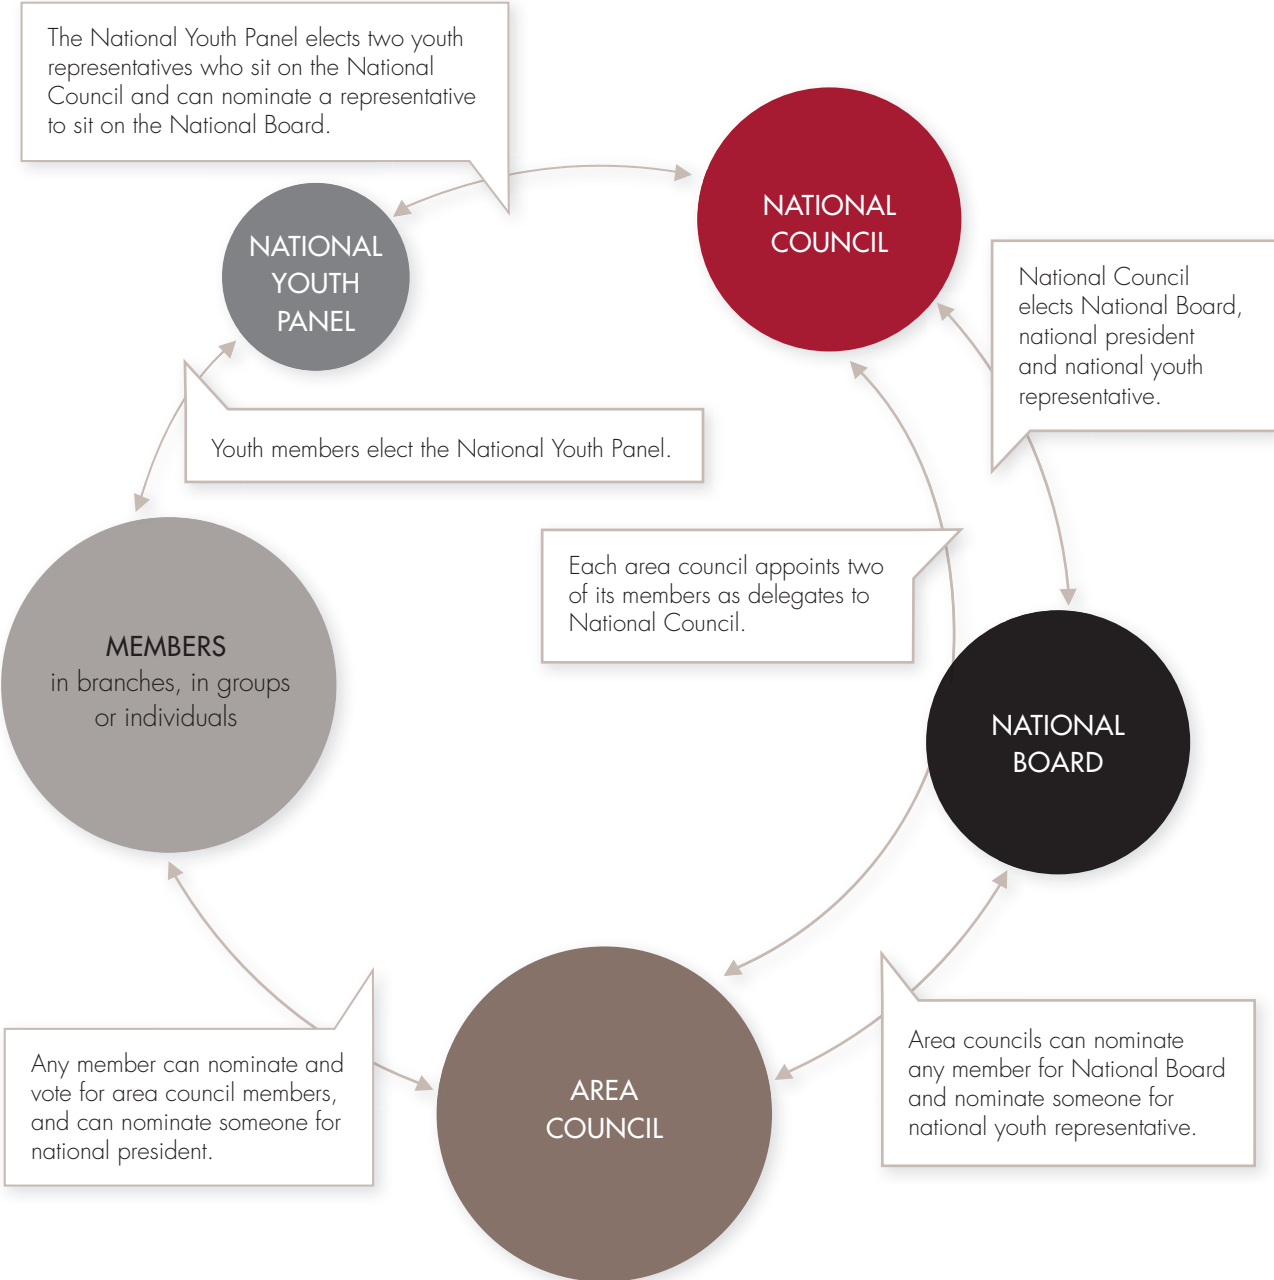 The National Youth Panel elects two youth
representatives who sit on the National
Council and can nominate a representative
to sit on the National Board.
NATIONAL
COUNCIL
NATIONAL
YOUTH
PANEL
National Council
elects National Board,
national president
and national youth
representative.
Youth members elect the National Youth Panel.
Each area council appoints two
of its members as delegates to
National Council.
MEMBERS
in branches, in groups
or individuals
NATIONAL
BOARD
Any member can nominate and
vote for area council members,
and can nominate someone for
national president.
AREA
COUNCIL
Area councils can nominate
any member for National Board
and nominate someone for
national youth representative.